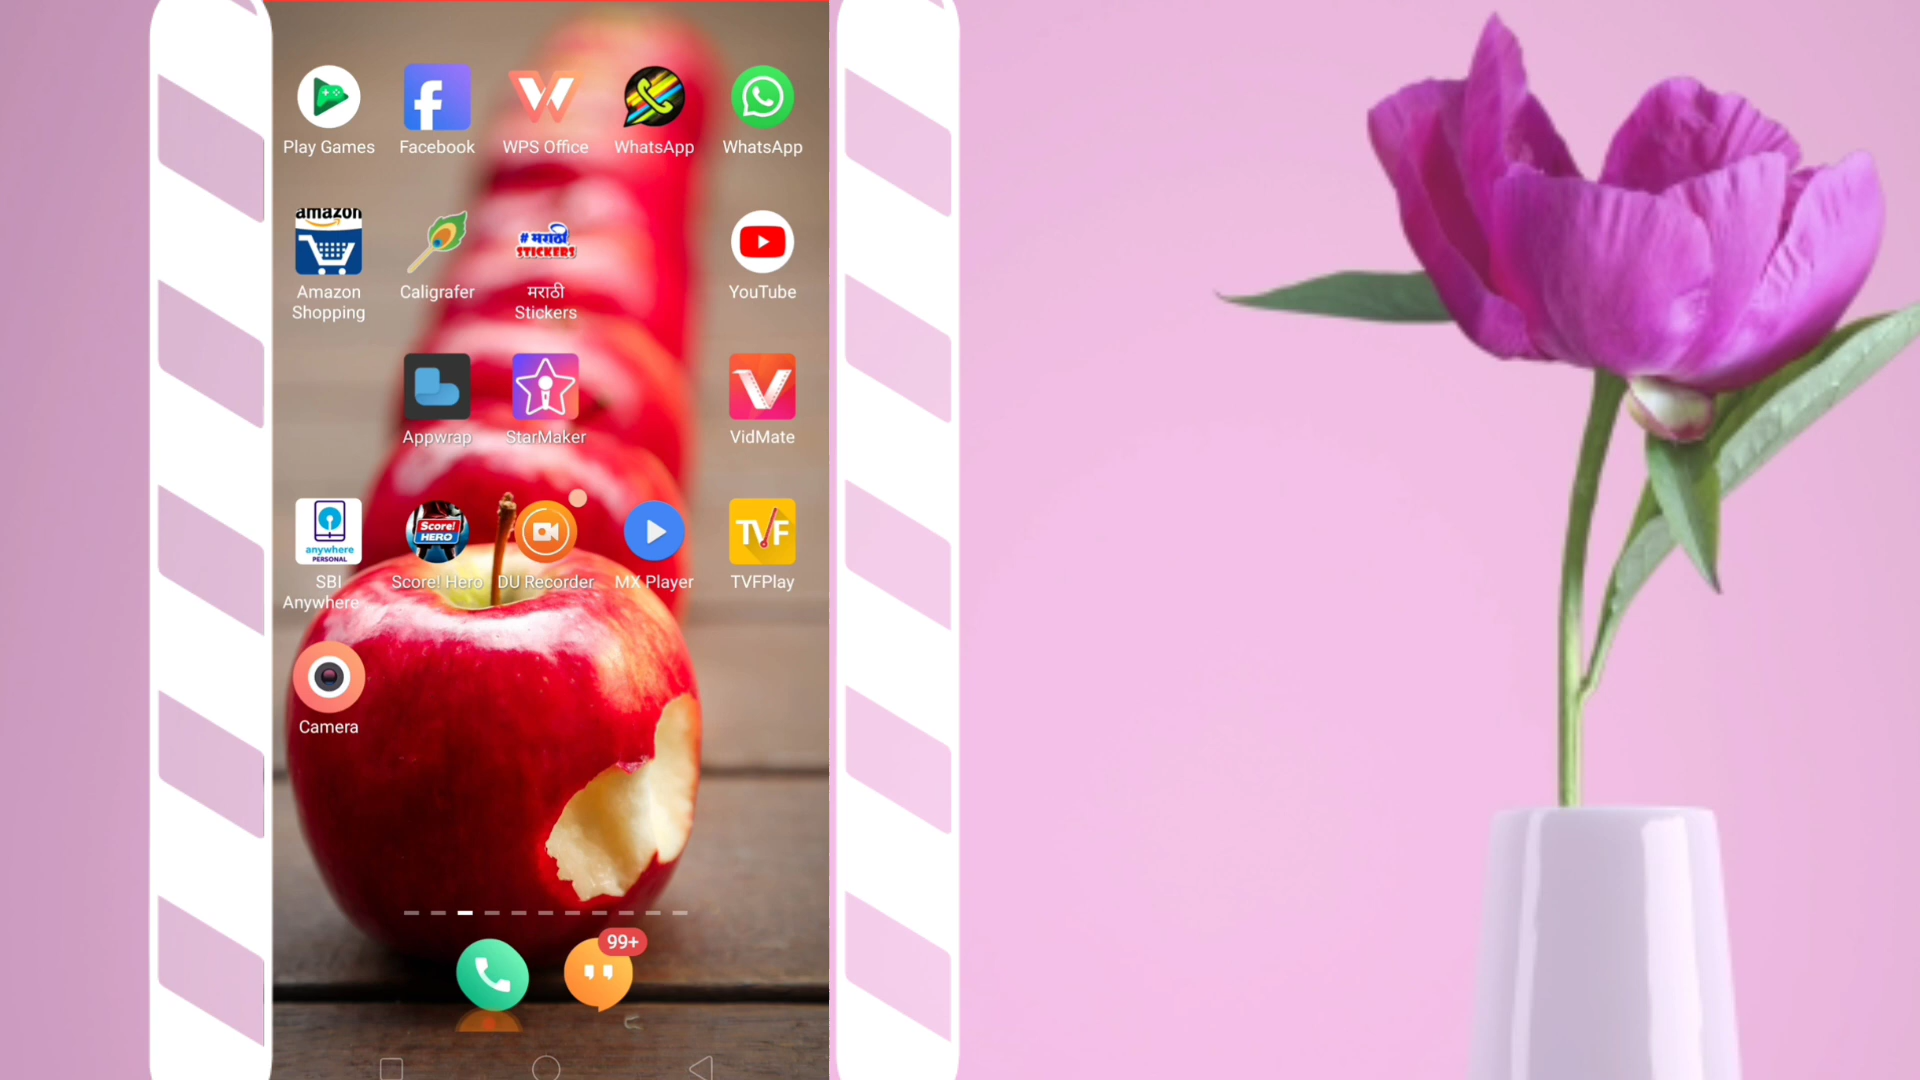 Play Games
Facebook
WPS Office
WhatsApp
WhatsApp
amazon
# मराठी
STICKERS
Amazon
Shopping
Caligrafer
मराठी
Stickers
YouTube
Appwrap
StarMaker
VidMate
anywhere
PERSONAL
Score!
HERO
TVF
SBI
Anywhere
Score! Hero
DU Recorder
MX Player
TVFPlay
Camera
99+